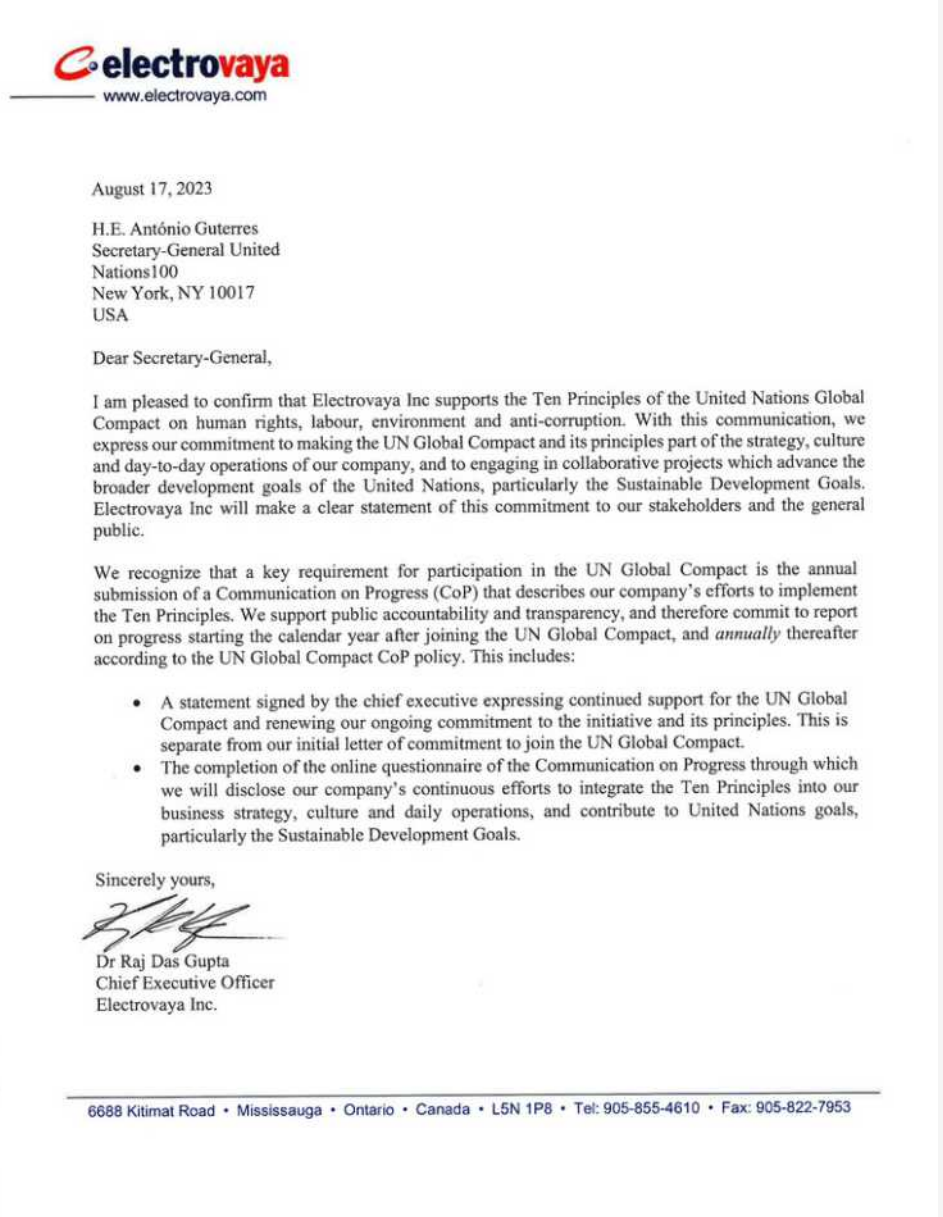 electrovaya
www.electrovaya.com
August 17, 2023
H.E. António Guterres
Secretary-General United
Nations100
New York, NY 10017
USA
Dear Secretary-General,
I am pleased to confirm that Electrovaya Inc supports the Ten Principles of the United Nations Global
Compact on human rights, labour, environment and anti-corruption. With this communication, we
express our commitment to making the UN Global Compact and its principles part of the strategy, culture
and day-to-day operations of our company, and to engaging in collaborative projects which advance the
broader development goals of the United Nations, particularly the Sustainable Development Goals.
Electrovaya Inc will make a clear statement of this commitment to our stakeholders and the general
public.
We recognize that a key requirement for participation in the UN Global Compact is the annual
submission of a Communication on Progress (CoP) that describes our company's efforts to implement
the Ten Principles. We support public accountability and transparency, and therefore commit to report
on progress starting the calendar year after joining the UN Global Compact, and annually thereafter
according to the UN Global Compact CoP policy. This includes:
• A statement signed by the chief executive expressing continued support for the UN Global
Compact and renewing our ongoing commitment to the initiative and its principles. This is
separate from our initial letter of commitment to join the UN Global Compact.
• The completion of the online questionnaire of the Communication on Progress through which
we will disclose our company's continuous efforts to integrate the Ten Principles into our
business strategy, culture and daily operations, and contribute to United Nations goals,
particularly the Sustainable Development Goals.
Sincerely yours,
Dr Raj Das Gupta
Chief Executive Officer
Electrovaya Inc.
6688 Kitimat Road • Mississauga • Ontario • Canada • L5N 1P8 • Tel: 905-855-4610 • Fax: 905-822-7953